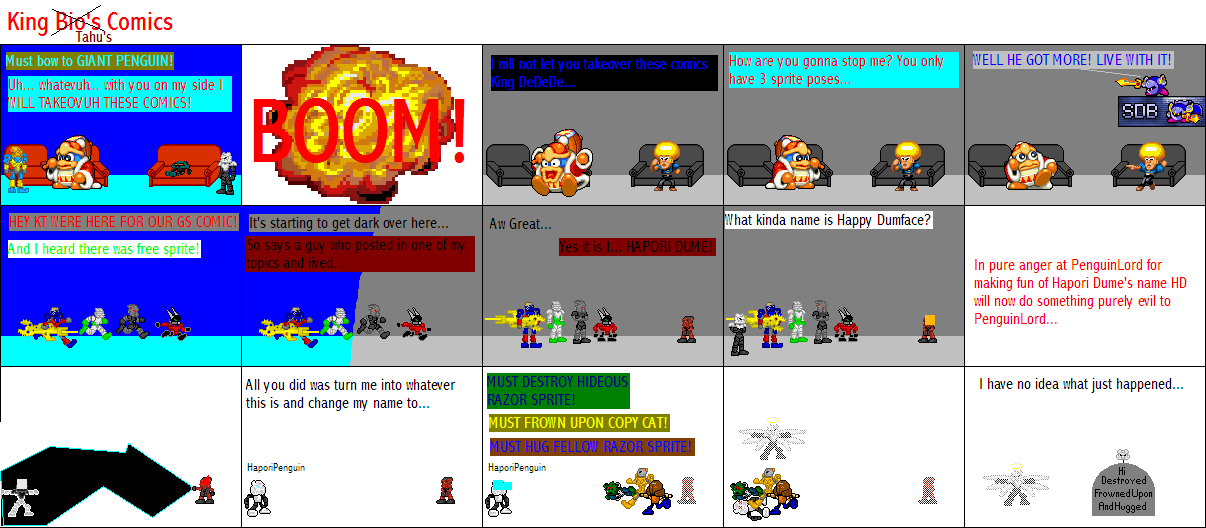 King Bio's Comics
Tahu's
Must bow to GIANT PENGUIN!
Uh... whatevuh... with you on my side I
WILL TAKEOVUH THESE COMICS!
BOOM!
I will not let you takeover these comics
King DeDeDe...
How are you gonna stop me? You only
have 3 sprite poses...
WELL HE GOT MORE! LIVE WITH IT!
SDB
HEY KT WERE HERE FOR OUR GS COMIC!
And I heard there was free sprite!
It's starting to get dark over here...
So says a guy who posted in one of my
topics and lived...
Aw Great...
Yes it is I... HAPORI DUME!
What kinda name is Happy Dumface?
In pure anger at PenguinLord for
making fun of Hapori Dume's name HD
will now do something purely evil to
PenguinLord...
All you did was turn me into whatever
this is and change my name to...
HaporiPenguin
MUST DESTROY HIDEOUS
RAZOR SPRITE!
MUST FROWN UPON COPY CAT!
MUST HUG FELLOW RAZOR SPRITE!
HaporiPenguin
I have no idea what just happened...
Hi
Destroyed
FrownedUpon
AndHugged